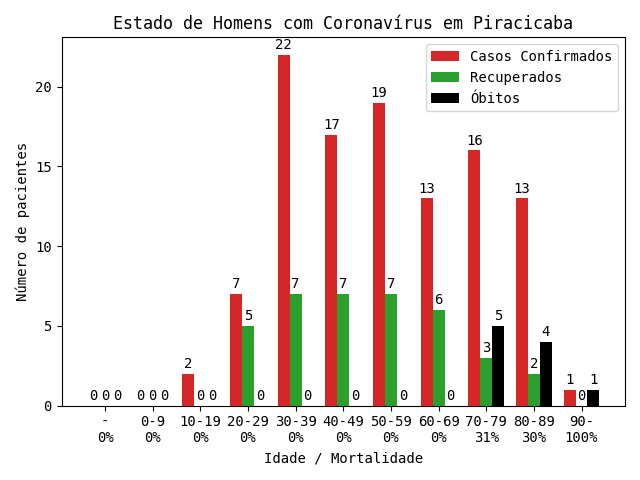 Estado de Homens com Coronavírus em Piracicaba
Casos Confirmados
Recuperados
Óbitos
Número de pacientes
20
15
10
5
0
0 0 0
0 0 0
2 0 0
7 5 0
22 7 0
17 7 0
19 7 0
13 6 0
16 3 5
13 2 4
1 0 1
- 0-9 10-19 20-29 30-39 40-49 50-59 60-69 70-79 80-89 90-
0% 0% 0% 0% 0% 0% 0% 0% 31% 30% 100%
Idade / Mortalidade